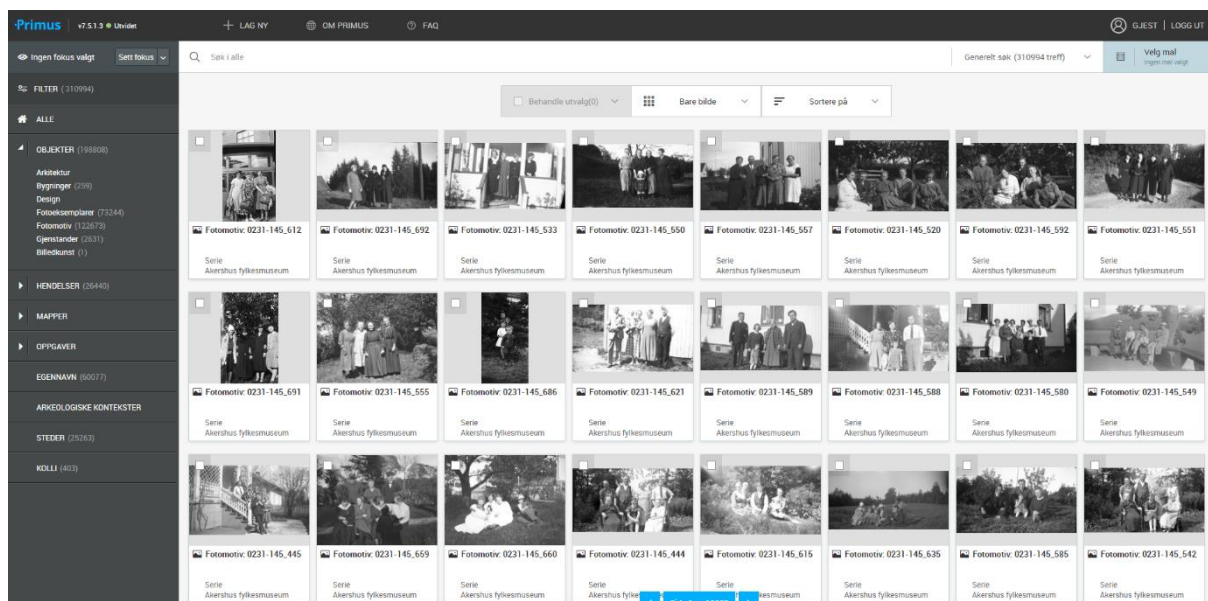 Primus v7.5.1.3 Utvidet
+ LAG NY
OM PRIMUS
FAQ
GJEST | LOGG UT
Ingen fokus valgt
Sett fokus
Søk i alle
Generelt søk (310994 treff)
Velg mal
Ingen mal valgt
FILTER (310994)
ALLE
OBJEKTER (198808)
Arkitektur
Bygninger (259)
Design
Fotoeksemplarer (73244)
Fotomotiv (122673)
Gjenstander (2631)
Billedkunst (1)
HENDELSER (26440)
MAPPER
OPPGAVER
EGENNAVN (60077)
ARKEOLOGISKE KONTEKSTER
STEDER (25263)
KOLLI (403)
Behandle utvalg(0)
Bare bilde
Sortere på
Fotomotiv: 0231-145_612
Serie
Akershus fylkesmuseum
Fotomotiv: 0231-145_692
Serie
Akershus fylkesmuseum
Fotomotiv: 0231-145_533
Serie
Akershus fylkesmuseum
Fotomotiv: 0231-145_550
Serie
Akershus fylkesmuseum
Fotomotiv: 0231-145_557
Serie
Akershus fylkesmuseum
Fotomotiv: 0231-145_520
Serie
Akershus fylkesmuseum
Fotomotiv: 0231-145_592
Serie
Akershus fylkesmuseum
Fotomotiv: 0231-145_551
Serie
Akershus fylkesmuseum
Fotomotiv: 0231-145_691
Serie
Akershus fylkesmuseum
Fotomotiv: 0231-145_555
Serie
Akershus fylkesmuseum
Fotomotiv: 0231-145_686
Serie
Akershus fylkesmuseum
Fotomotiv: 0231-145_621
Serie
Akershus fylkesmuseum
Fotomotiv: 0231-145_589
Serie
Akershus fylkesmuseum
Fotomotiv: 0231-145_588
Serie
Akershus fylkesmuseum
Fotomotiv: 0231-145_580
Serie
Akershus fylkesmuseum
Fotomotiv: 0231-145_549
Serie
Akershus fylkesmuseum
Fotomotiv: 0231-145_445
Serie
Akershus fylkesmuseum
Fotomotiv: 0231-145_659
Serie
Akershus fylkesmuseum
Fotomotiv: 0231-145_660
Serie
Akershus fylkesmuseum
Fotomotiv: 0231-145_444
Serie
Akershus
Fotomotiv: 0231-145_615
Serie
Fotomotiv: 0231-145_635
Serie
Akershus fylkesmuseum
Fotomotiv: 0231-145_585
Serie
Akershus fylkesmuseum
Fotomotiv: 0231-145_542
Serie
Akershus fylkesmuseum